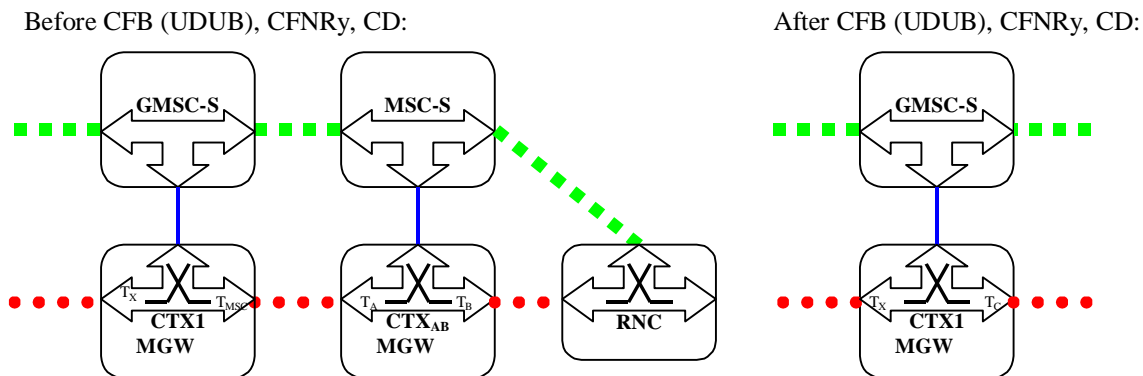 Before CFB (UDUB), CFNRy, CD:
After CFB (UDUB), CFNRy, CD:
GMSC-S
MSC-S
GMSC-S
TX
TMSC
CTX1
MGW
TA
TB
CTXAB
MGW
RNC
TX
TC
CTX1
MGW